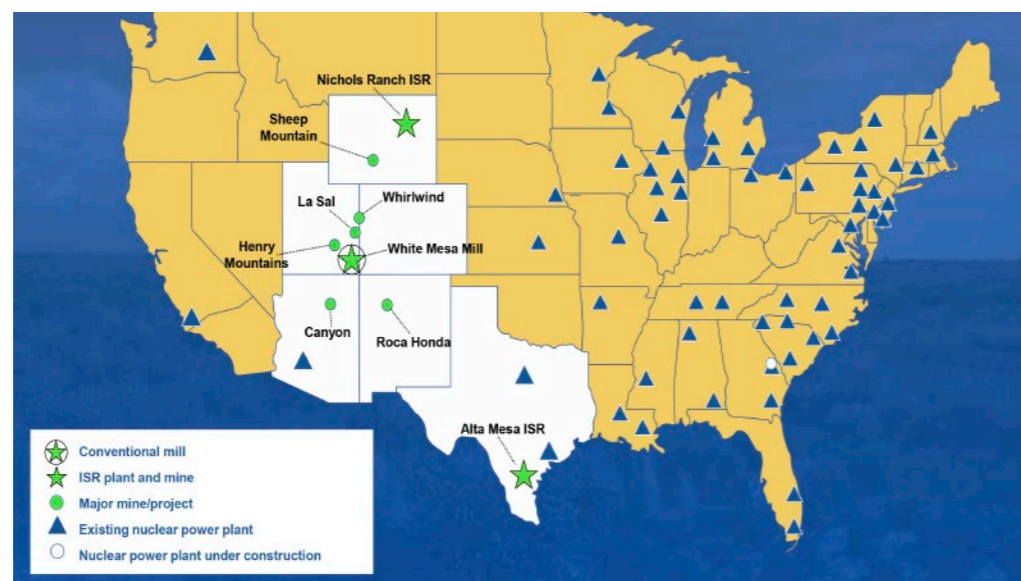 Nichols Ranch ISR
Sheep
Mountain
Whirlwind
La Sal
Henry
Mountains
White Mesa Mill
Canyon
Roca Honda
Alta Mesa ISR
Conventional mill
ISR plant and mine
Major mine/project
Existing nuclear power plant
Nuclear power plant under construction